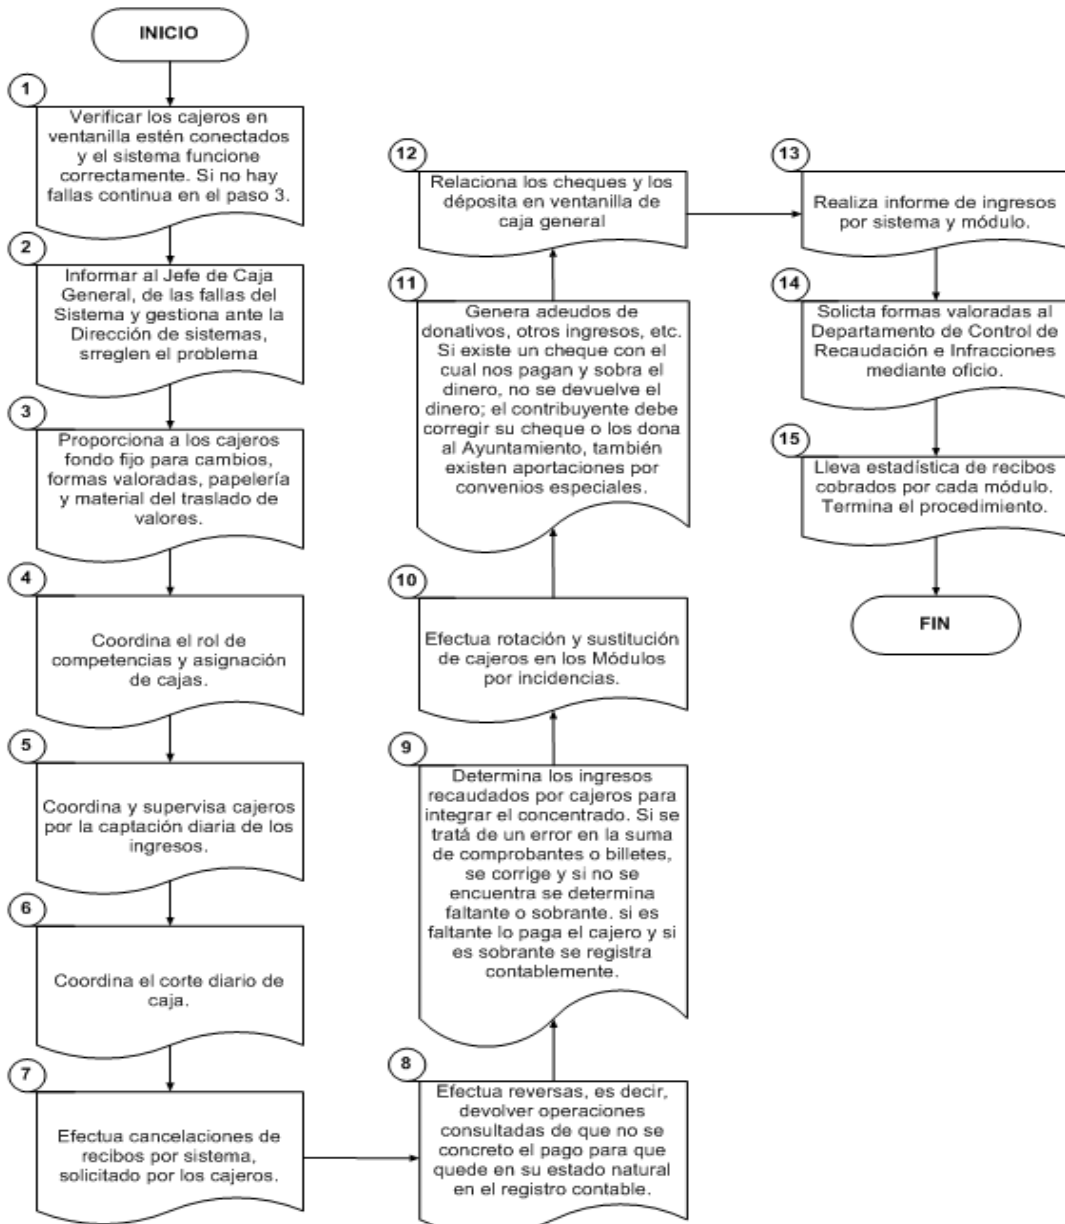 INICIO
1
Verificar los cajeros en
ventanilla estén conectados
y el sistema funcione
correctamente. Si no hay
fallas continua en el paso 3.
2
Informar al Jefe de Caja
General, de las fallas del
Sistema y gestiona ante la
Dirección de sistemas,
srreglen el problema
3
Proporciona a los cajeros
fondo fijo para cambios,
formas valoradas, papelería
y material del traslado de
valores.
4
Coordina el rol de
competencias y asignación
de cajas.
5
Coordina y supervisa cajeros
por la captación diaria de los
ingresos.
6
Coordina el corte diario de
caja.
7
Efectua cancelaciones de
recibos por sistema,
solicitado por los cajeros.
8
Efectua reversas, es decir,
devolver operaciones
consultadas de que no se
concreto el pago para que
quede en su estado natural
en el registro contable.
9
Determina los ingresos
recaudados por cajeros para
integrar el concentrado. Si se
tratá de un error en la suma
de comprobantes o billetes,
se corrige y si no se
encuentra se determina
faltante o sobrante. si es
faltante lo paga el cajero y si
es sobrante se registra
contablemente.
10
Efectua rotación y sustitución
de cajeros en los Módulos
por incidencias.
11
Genera adeudos de
donativos, otros ingresos, etc.
Si existe un cheque con el
cual nos pagan y sobra el
dinero, no se devuelve el
dinero; el contribuyente debe
corregir su cheque o los dona
al Ayuntamiento, también
existen aportaciones por
convenios especiales.
12
Relaciona los cheques y los
déposita en ventanilla de
caja general
13
Realiza informe de ingresos
por sistema y módulo.
14
Solicta formas valoradas al
Departamento de Control de
Recaudación e Infracciones
mediante oficio.
15
Lleva estadística de recibos
cobrados por cada módulo.
Termina el procedimiento.
FIN